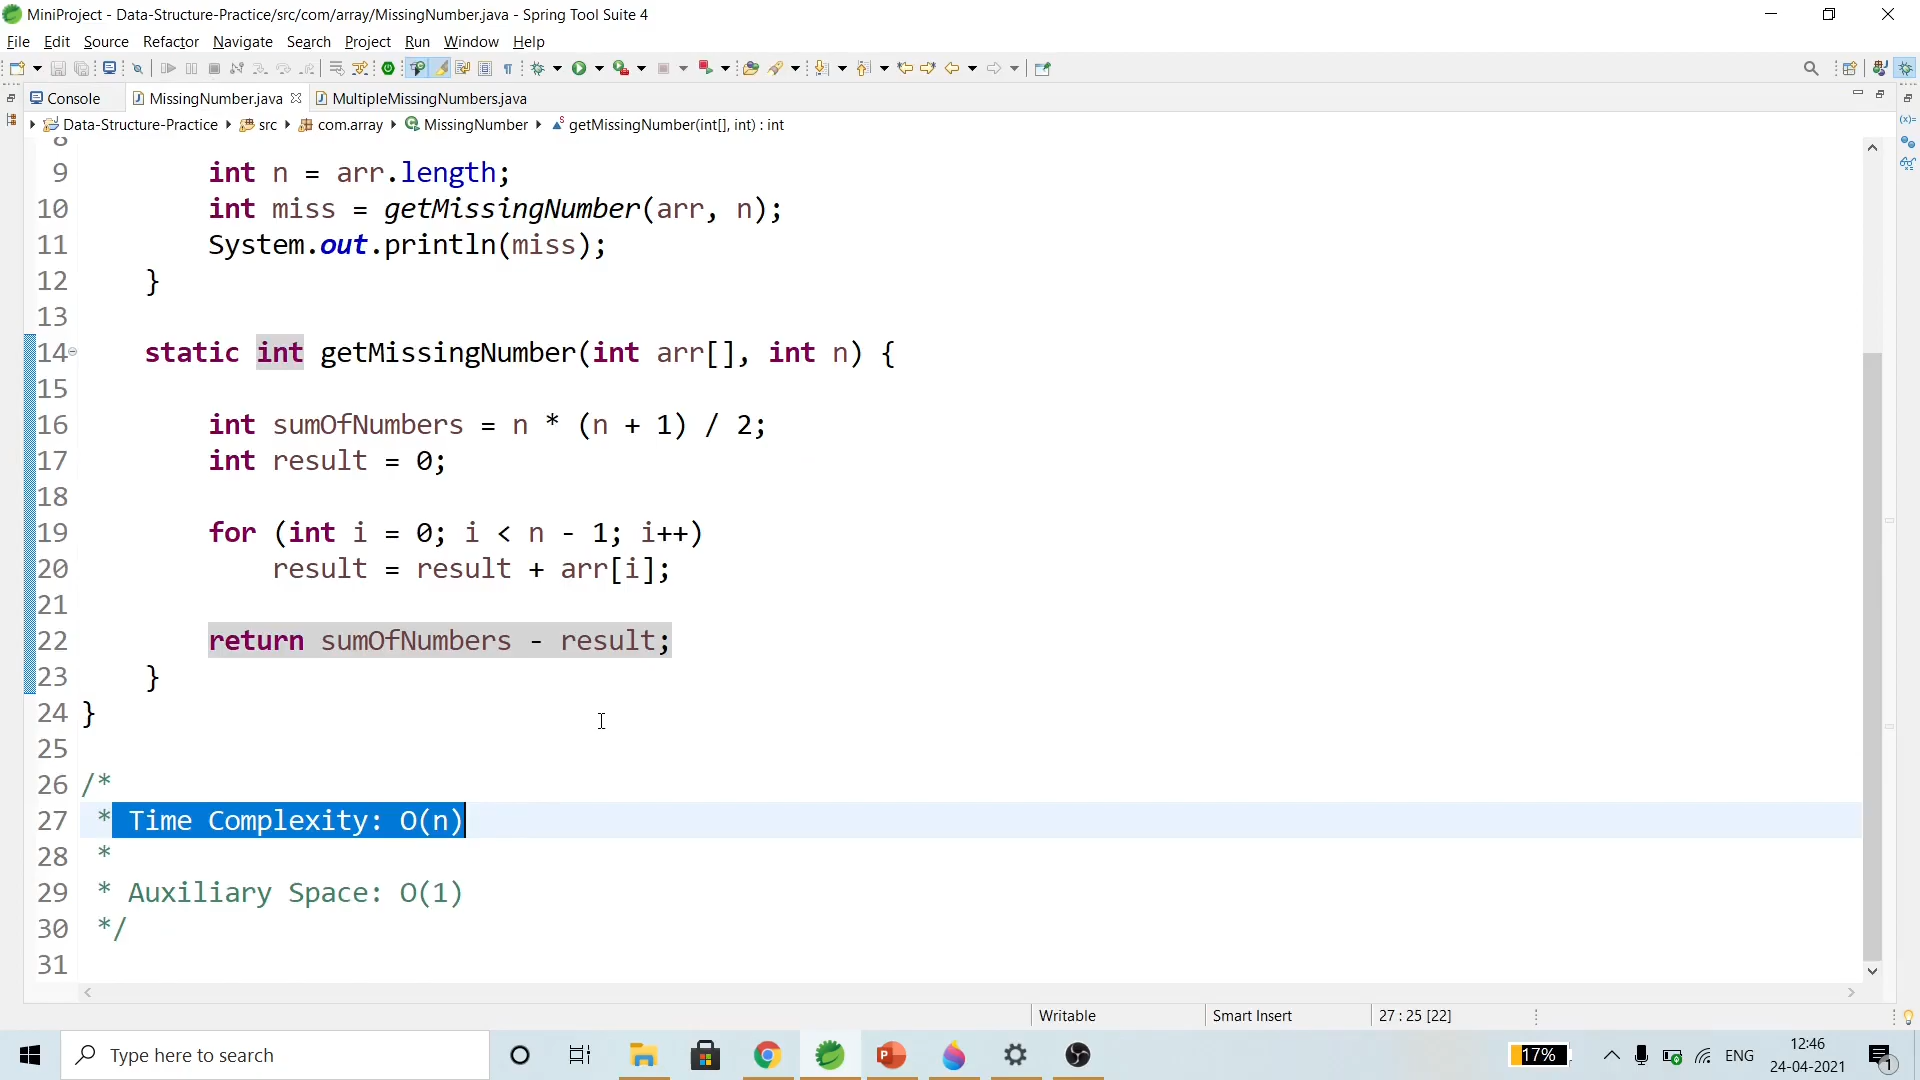 MiniProject - Data-Structure-Practice/src/com/array/MissingNumber.java - Spring Tool Suite 4
File Edit Source Refactor Navigate Search Project Run Window Help
Console MissingNumber.java MultipleMissingNumbers.java
Data-Structure-Practice src com.array MissingNumber getMissingNumber(int[], int) : int
8
9 int n = arr.length;
10 int miss = getMissingNumber(arr, n);
11 System.out.println(miss);
12 }
13
14 static int getMissingNumber(int arr[], int n) {
15
16 int sumOfNumbers = n * (n + 1) / 2;
17 int result = 0;
18
19 for (int i = 0; i < n - 1; i++)
20 result = result + arr[i];
21
22 return sumOfNumbers - result;
23 }
24 }
25
26 /*
27 * Time Complexity: O(n)
28 *
29 * Auxiliary Space: O(1)
30 */
31
Writable Smart Insert 27 : 25 [22]
Type here to search 17% ENG 12:46
24-04-2021 1